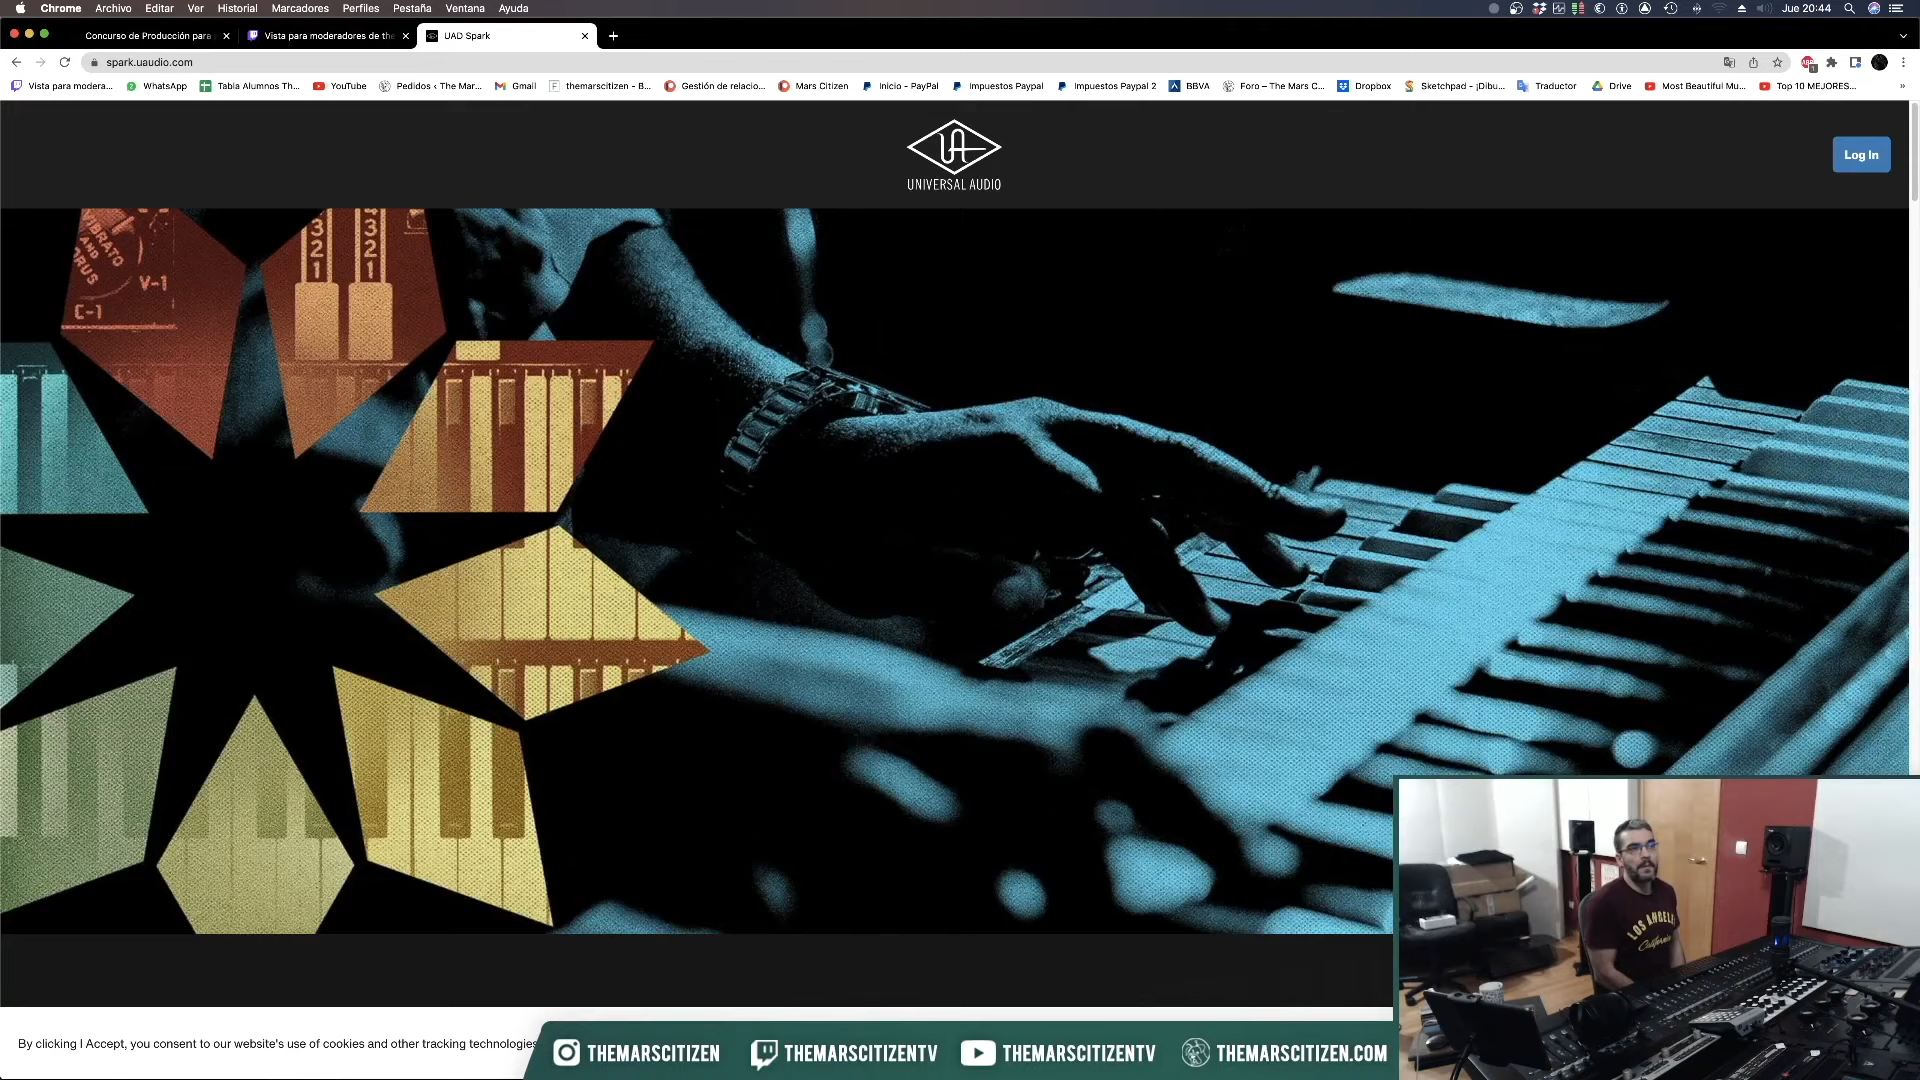 Chrome Archivo Editar Ver Historial Marcadores Perfiles Pestaña Ventana Ayuda
Jue 20:44
Concurso de Producción para
Vista para moderadores de the
UAD Spark
spark.uaudio.com
Vista para modera...
WhatsApp
Tabla Alumnos Th...
YouTube
Pedidos ‹ The Mar...
Gmail
themarscitizen - B...
Gestión de relacio...
Mars Citizen
Inicio - PayPal
Impuestos Paypal
Impuestos Paypal 2
BBVA
Foro – The Mars C...
Dropbox
Sketchpad - ¡Dibu...
Traductor
Drive
Most Beautiful Mu...
Top 10 MEJORES...
UA
UNIVERSAL AUDIO
Log In
VIBRATO
AND
V-1
C-1
3 3
2 2
1 1
LOS ANGELES
California
By clicking I Accept, you consent to our website's use of cookies and other tracking technologies
THEMARSCITIZEN
THEMARSCITIZENTV
THEMARSCITIZENTV
THEMARSCITIZEN.COM